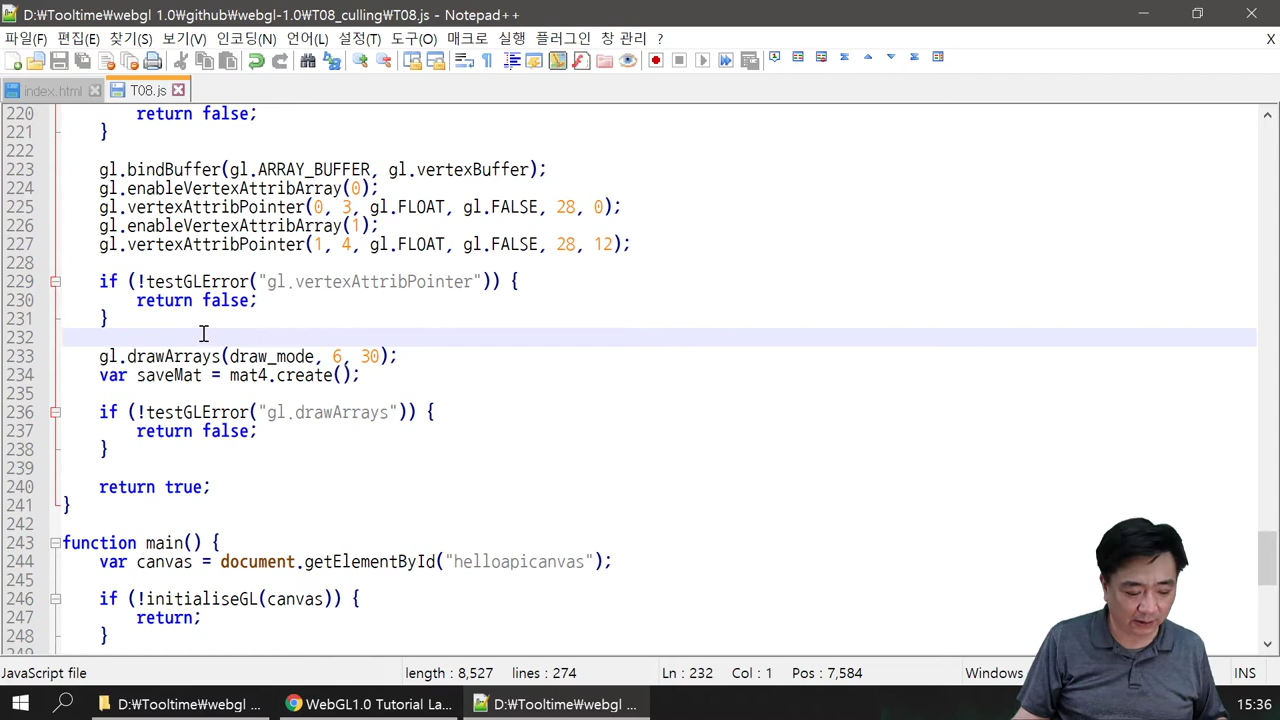 D:₩Tooltime₩webgl 1.0₩github₩webgl-1.0₩T08_culling₩T08.js - Notepad++
파일(F) 편집(E) 찾기(S) 보기(V) 인코딩(N) 언어(L) 설정(T) 도구(O) 매크로 실행 플러그인 창 관리 ? X
index.html T08.js
220 return false;
221 }
222
223 gl.bindBuffer(gl.ARRAY_BUFFER, gl.vertexBuffer);
224 gl.enableVertexAttribArray(0);
225 gl.vertexAttribPointer(0, 3, gl.FLOAT, gl.FALSE, 28, 0);
226 gl.enableVertexAttribArray(1);
227 gl.vertexAttribPointer(1, 4, gl.FLOAT, gl.FALSE, 28, 12);
228
229 if (!testGLError("gl.vertexAttribPointer")) {
230 return false;
231 }
232
233 gl.drawArrays(draw_mode, 6, 30);
234 var saveMat = mat4.create();
235
236 if (!testGLError("gl.drawArrays")) {
237 return false;
238 }
239
240 return true;
241 }
242
243 function main() {
244 var canvas = document.getElementById("helloapicanvas");
245
246 if (!initialiseGL(canvas)) {
247 return;
248 }
JavaScript file length : 8,527 lines : 274 Ln : 232 Col : 1 Pos : 7,584 Windows INS
D:₩Tooltime₩webgl ... WebGL1.0 Tutorial La... D:₩Tooltime₩webgl ... 15:36